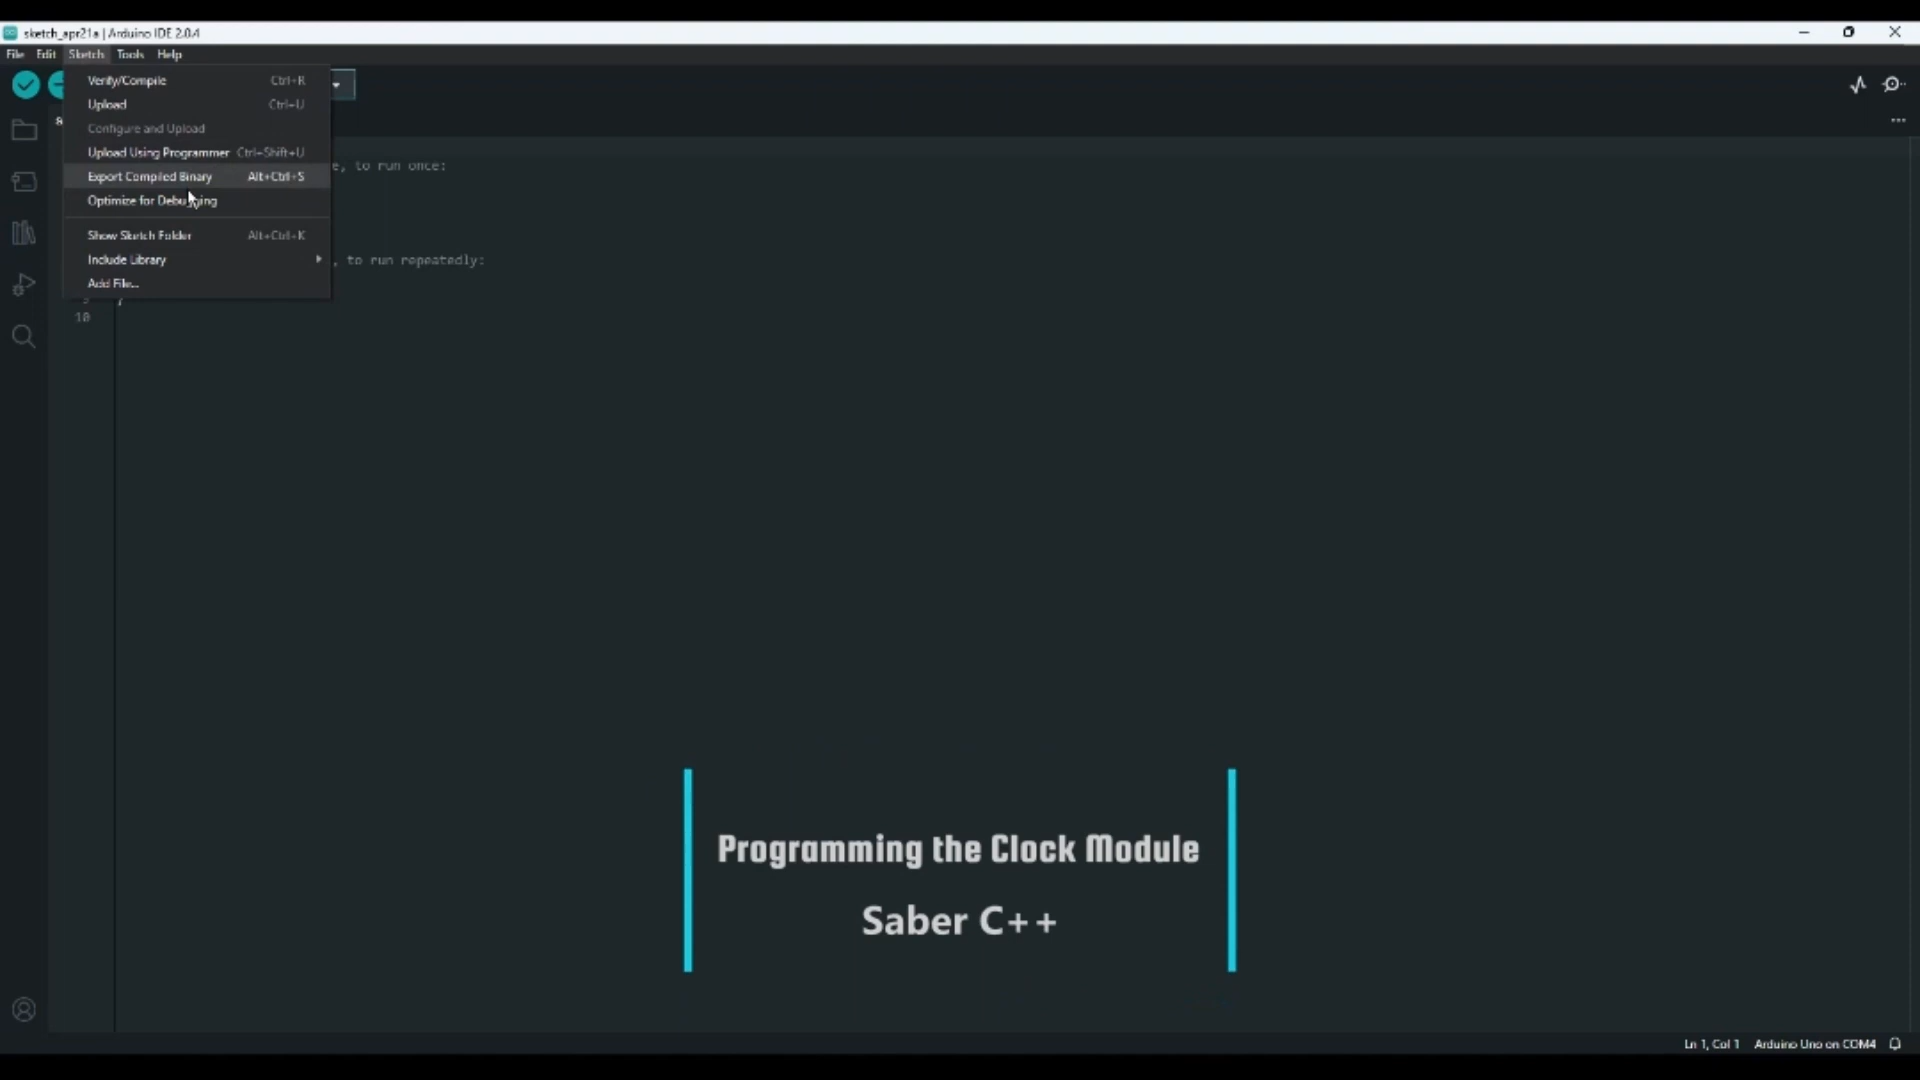 sketch_apr21a | Arduino IDE 2.0.4
File Edit Sketch Tools Help
Verify/Compile Ctrl+R
Upload Ctrl+U
Configure and Upload
Upload Using Programmer Ctrl+Shift+U
Export Compiled Binary Alt+Ctrl+S
Optimize for Debugging
Show Sketch Folder Alt+Ctrl+K
Include Library
Add File...
, to run once:
, to run repeatedly:
9 }
10
Programming the Clock Module
Saber C++
Ln 1, Col 1 Arduino Uno on COM4